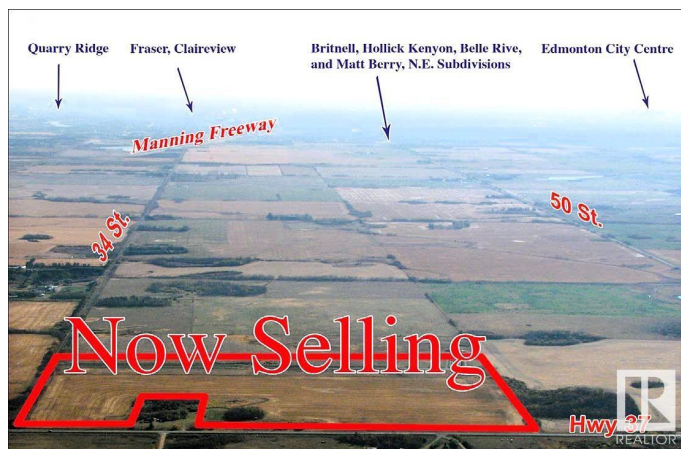 Quarry Ridge
Fraser, Claireview
Britnell, Hollick Kenyon, Belle Rive,
and Matt Berry, N.E. Subdivisions
Edmonton City Centre
Manning Freeway
34 St.
50 St.
Now Selling
Hwy 37
R
REALTOR